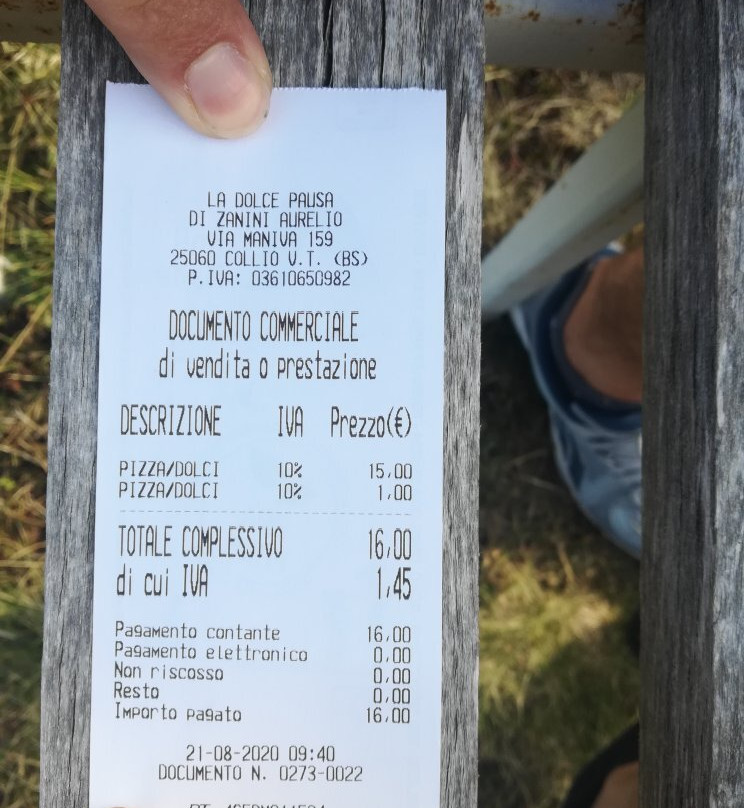 LA DOLCE PAUSA
DI ZANINI AURELIO
VIA MANIVA 159
25060 COLLIO V.T. (BS)
P.IVA: 03610650982
DOCUMENTO COMMERCIALE
di vendita o prestazione
DESCRIZIONE IVA Prezzo(€)
PIZZA/DOLCI 10% 15,00
PIZZA/DOLCI 10% 1,00
TOTALE COMPLESSIVO 16,00
di cui IVA 1,45
Pagamento contante 16,00
Pagamento elettronico 0,00
Non riscosso 0,00
Resto 0,00
Importo pagato 16,00
21-08-2020 09:40
DOCUMENTO N. 0273-0022